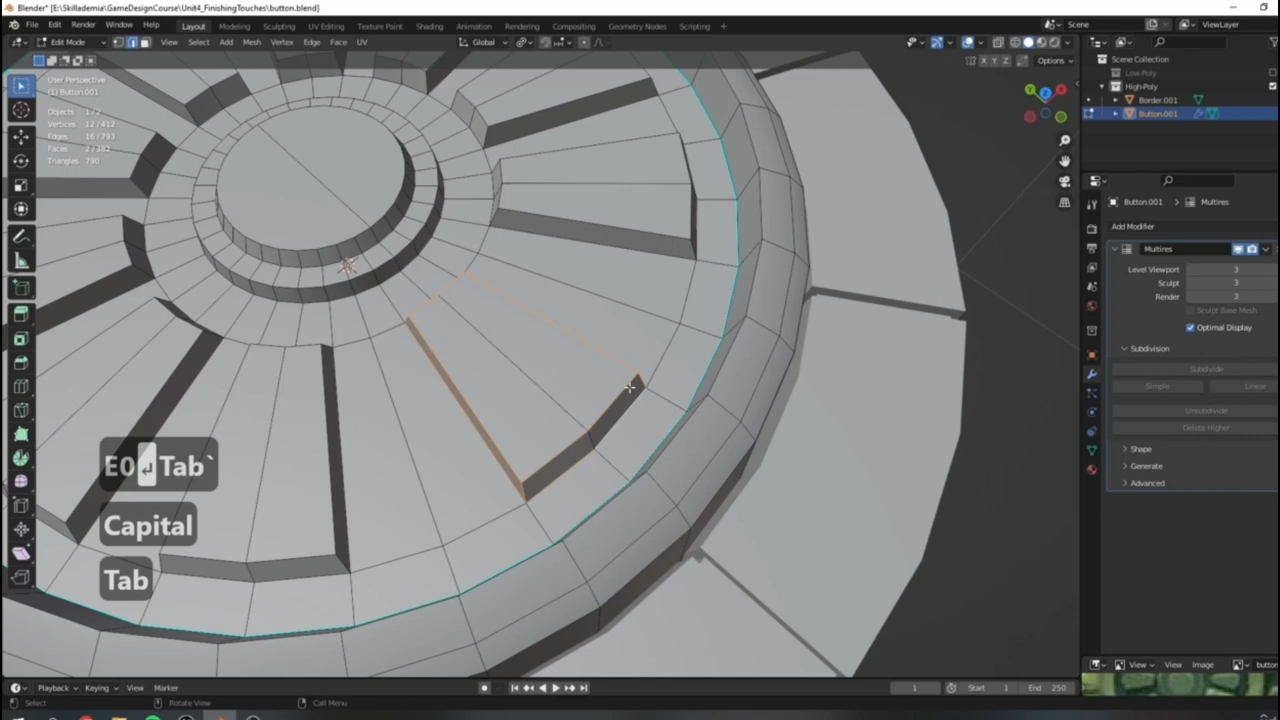 Blender* [E:\Skillademia\GameDesignCourse\Unit4_FinishingTouches\button.blend]
File Edit Render Window Help Layout Modeling Sculpting UV Editing Texture Paint Shading Animation Rendering Compositing Geometry Nodes Scripting + Scene ViewLayer
Edit Mode View Select Add Mesh Vertex Edge Face UV Global
X Y Z Options
User Perspective
(1) Button.001
Objects 1/2
Vertices 12/412
Edges 16/793
Faces 2/382
Triangles 790
Y Z X
Scene Collection
Low-Poly
High-Poly
Border.001
Button.001
Button.001 > Multires
Add Modifier
Multires
Level Viewport 3
Sculpt 3
Render 3
Sculpt Base Mesh
Optimal Display
Subdivision
Subdivide
Simple Linear
Unsubdivide
Delete Higher
Shape
Generate
Advanced
E0↵Tab`
Capital
Tab
View View Image button
Playback Keying View Marker 1 Start 1 End 250
Select Rotate View Call Menu